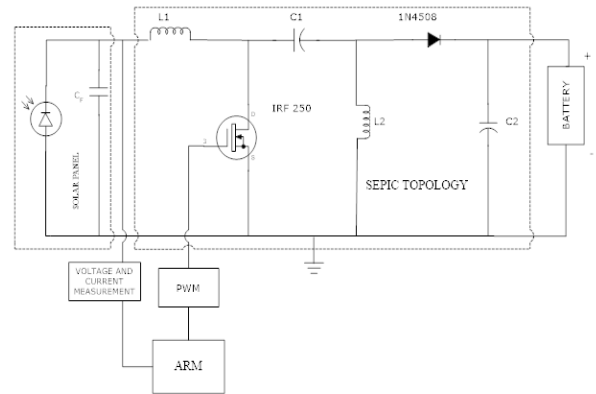 L1
C1
1N4508
+
Cp
D
IRF 250
G
S
L2
C2
BATTERY
-
SOLAR PANEL
SEPIC TOPOLOGY
VOLTAGE AND
CURRENT
MEASUREMENT
PWM
ARM